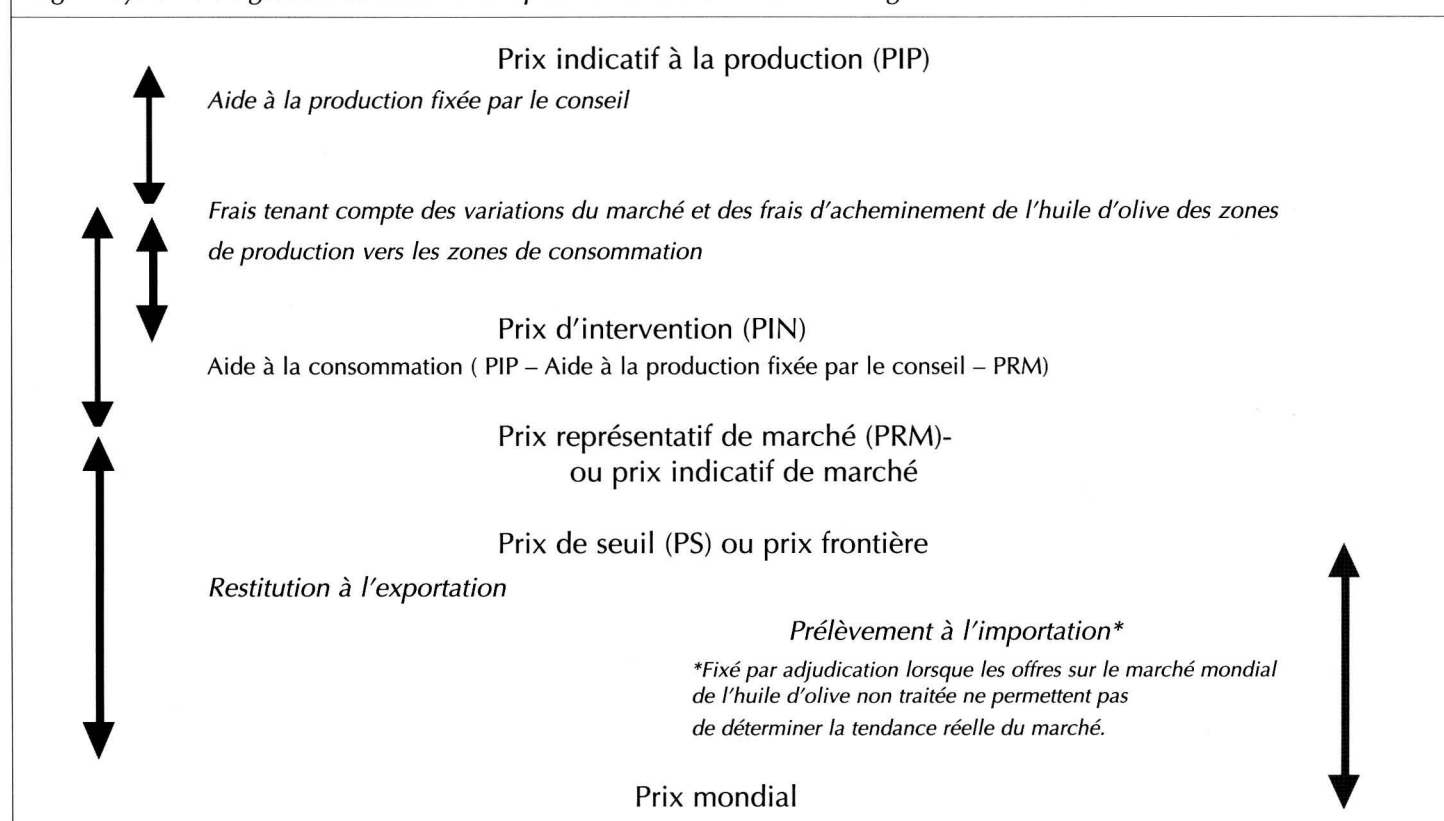 Prix indicatif à la production (PIP)
Aide à la production fixée par le conseil
Frais tenant compte des variations du marché et des frais d'acheminement de l'huile d'olive des zones
de production vers les zones de consommation
Prix d'intervention (PIN)
Aide à la consommation ( PIP – Aide à la production fixée par le conseil – PRM)
Prix représentatif de marché (PRM)-
ou prix indicatif de marché
Prix de seuil (PS) ou prix frontière
Restitution à l'exportation
Prélèvement à l'importation*
*Fixé par adjudication lorsque les offres sur le marché mondial
de l'huile d'olive non traitée ne permettent pas
de déterminer la tendance réelle du marché.
Prix mondial